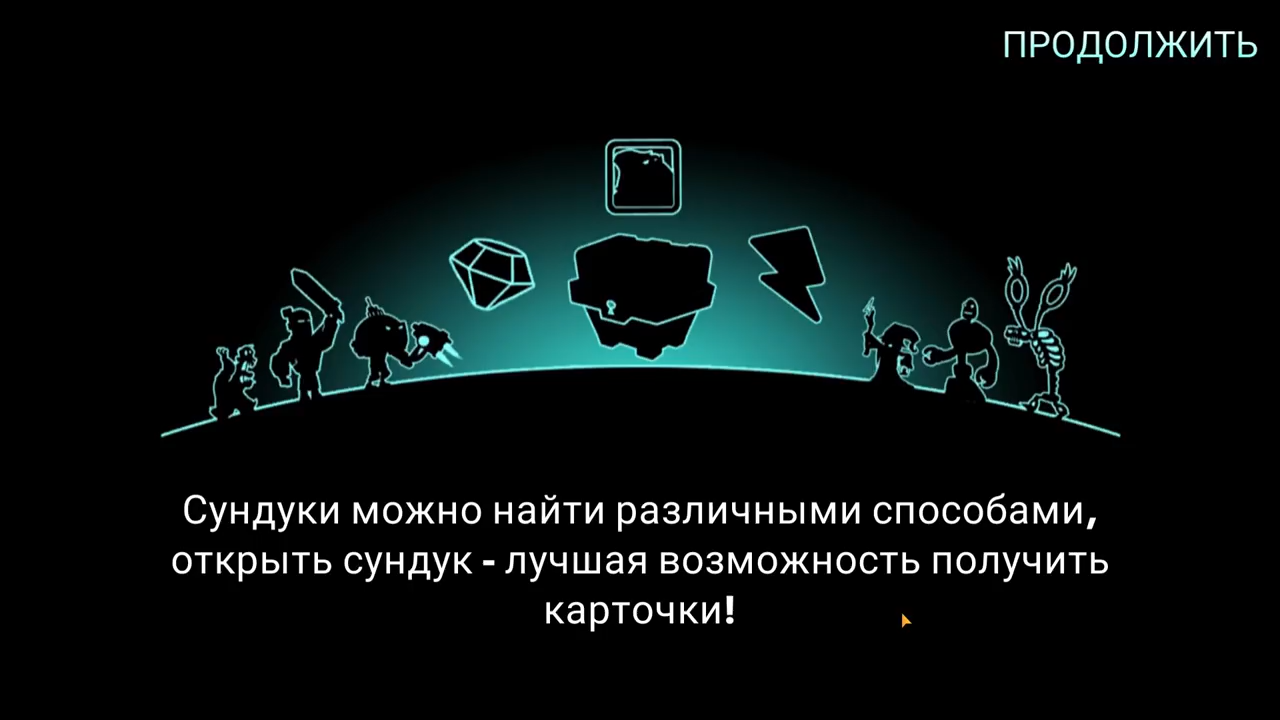 ПРОДОЛЖИТЬ
Сундуки можно найти различными способами,
открыть сундук - лучшая возможность получить
карточки!